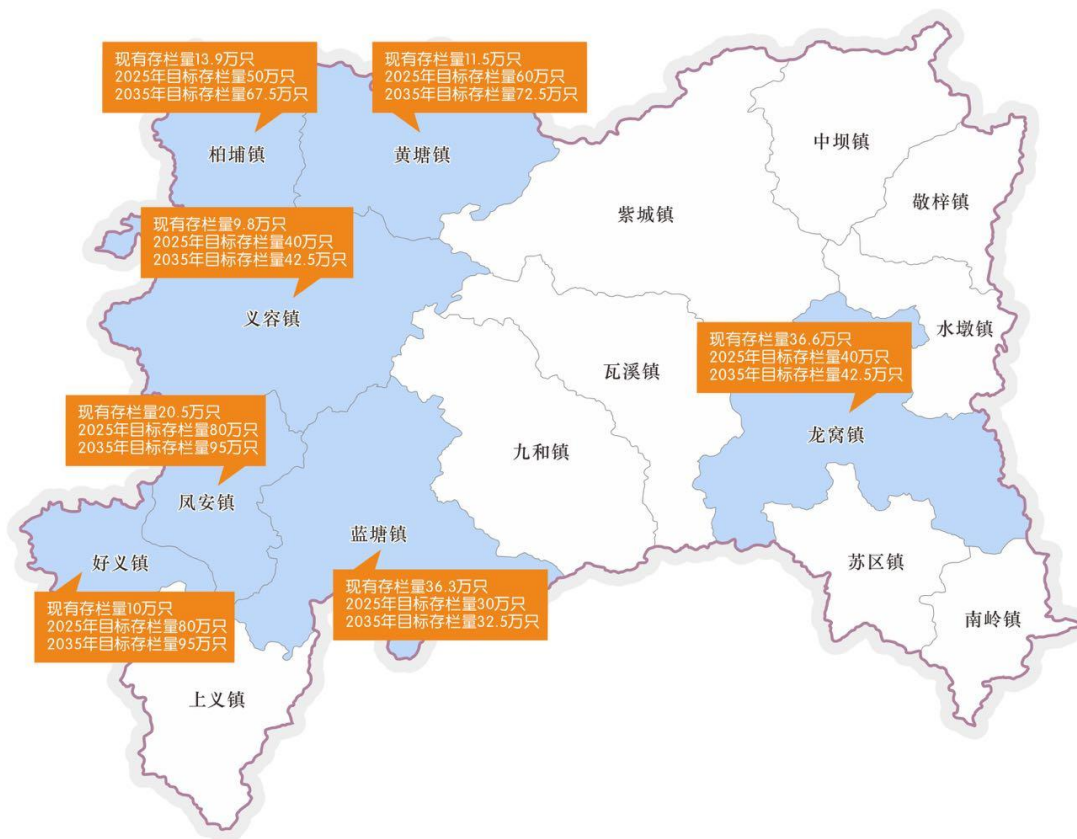 现有存栏量13.9万只
2025年目标存栏量50万只
2035年目标存栏量67.5万只
柏埔镇
现有存栏量11.5万只
2025年目标存栏量60万只
2035年目标存栏量72.5万只
黄塘镇
中坝镇
紫城镇
敬梓镇
现有存栏量9.8万只
2025年目标存栏量40万只
2035年目标存栏量42.5万只
义容镇
水墩镇
现有存栏量36.6万只
2025年目标存栏量40万只
2035年目标存栏量42.5万只
龙窝镇
瓦溪镇
九和镇
现有存栏量20.5万只
2025年目标存栏量80万只
2035年目标存栏量95万只
凤安镇
蓝塘镇
好义镇
现有存栏量10万只
2025年目标存栏量80万只
2035年目标存栏量95万只
现有存栏量36.3万只
2025年目标存栏量30万只
2035年目标存栏量32.5万只
苏区镇
南岭镇
上义镇